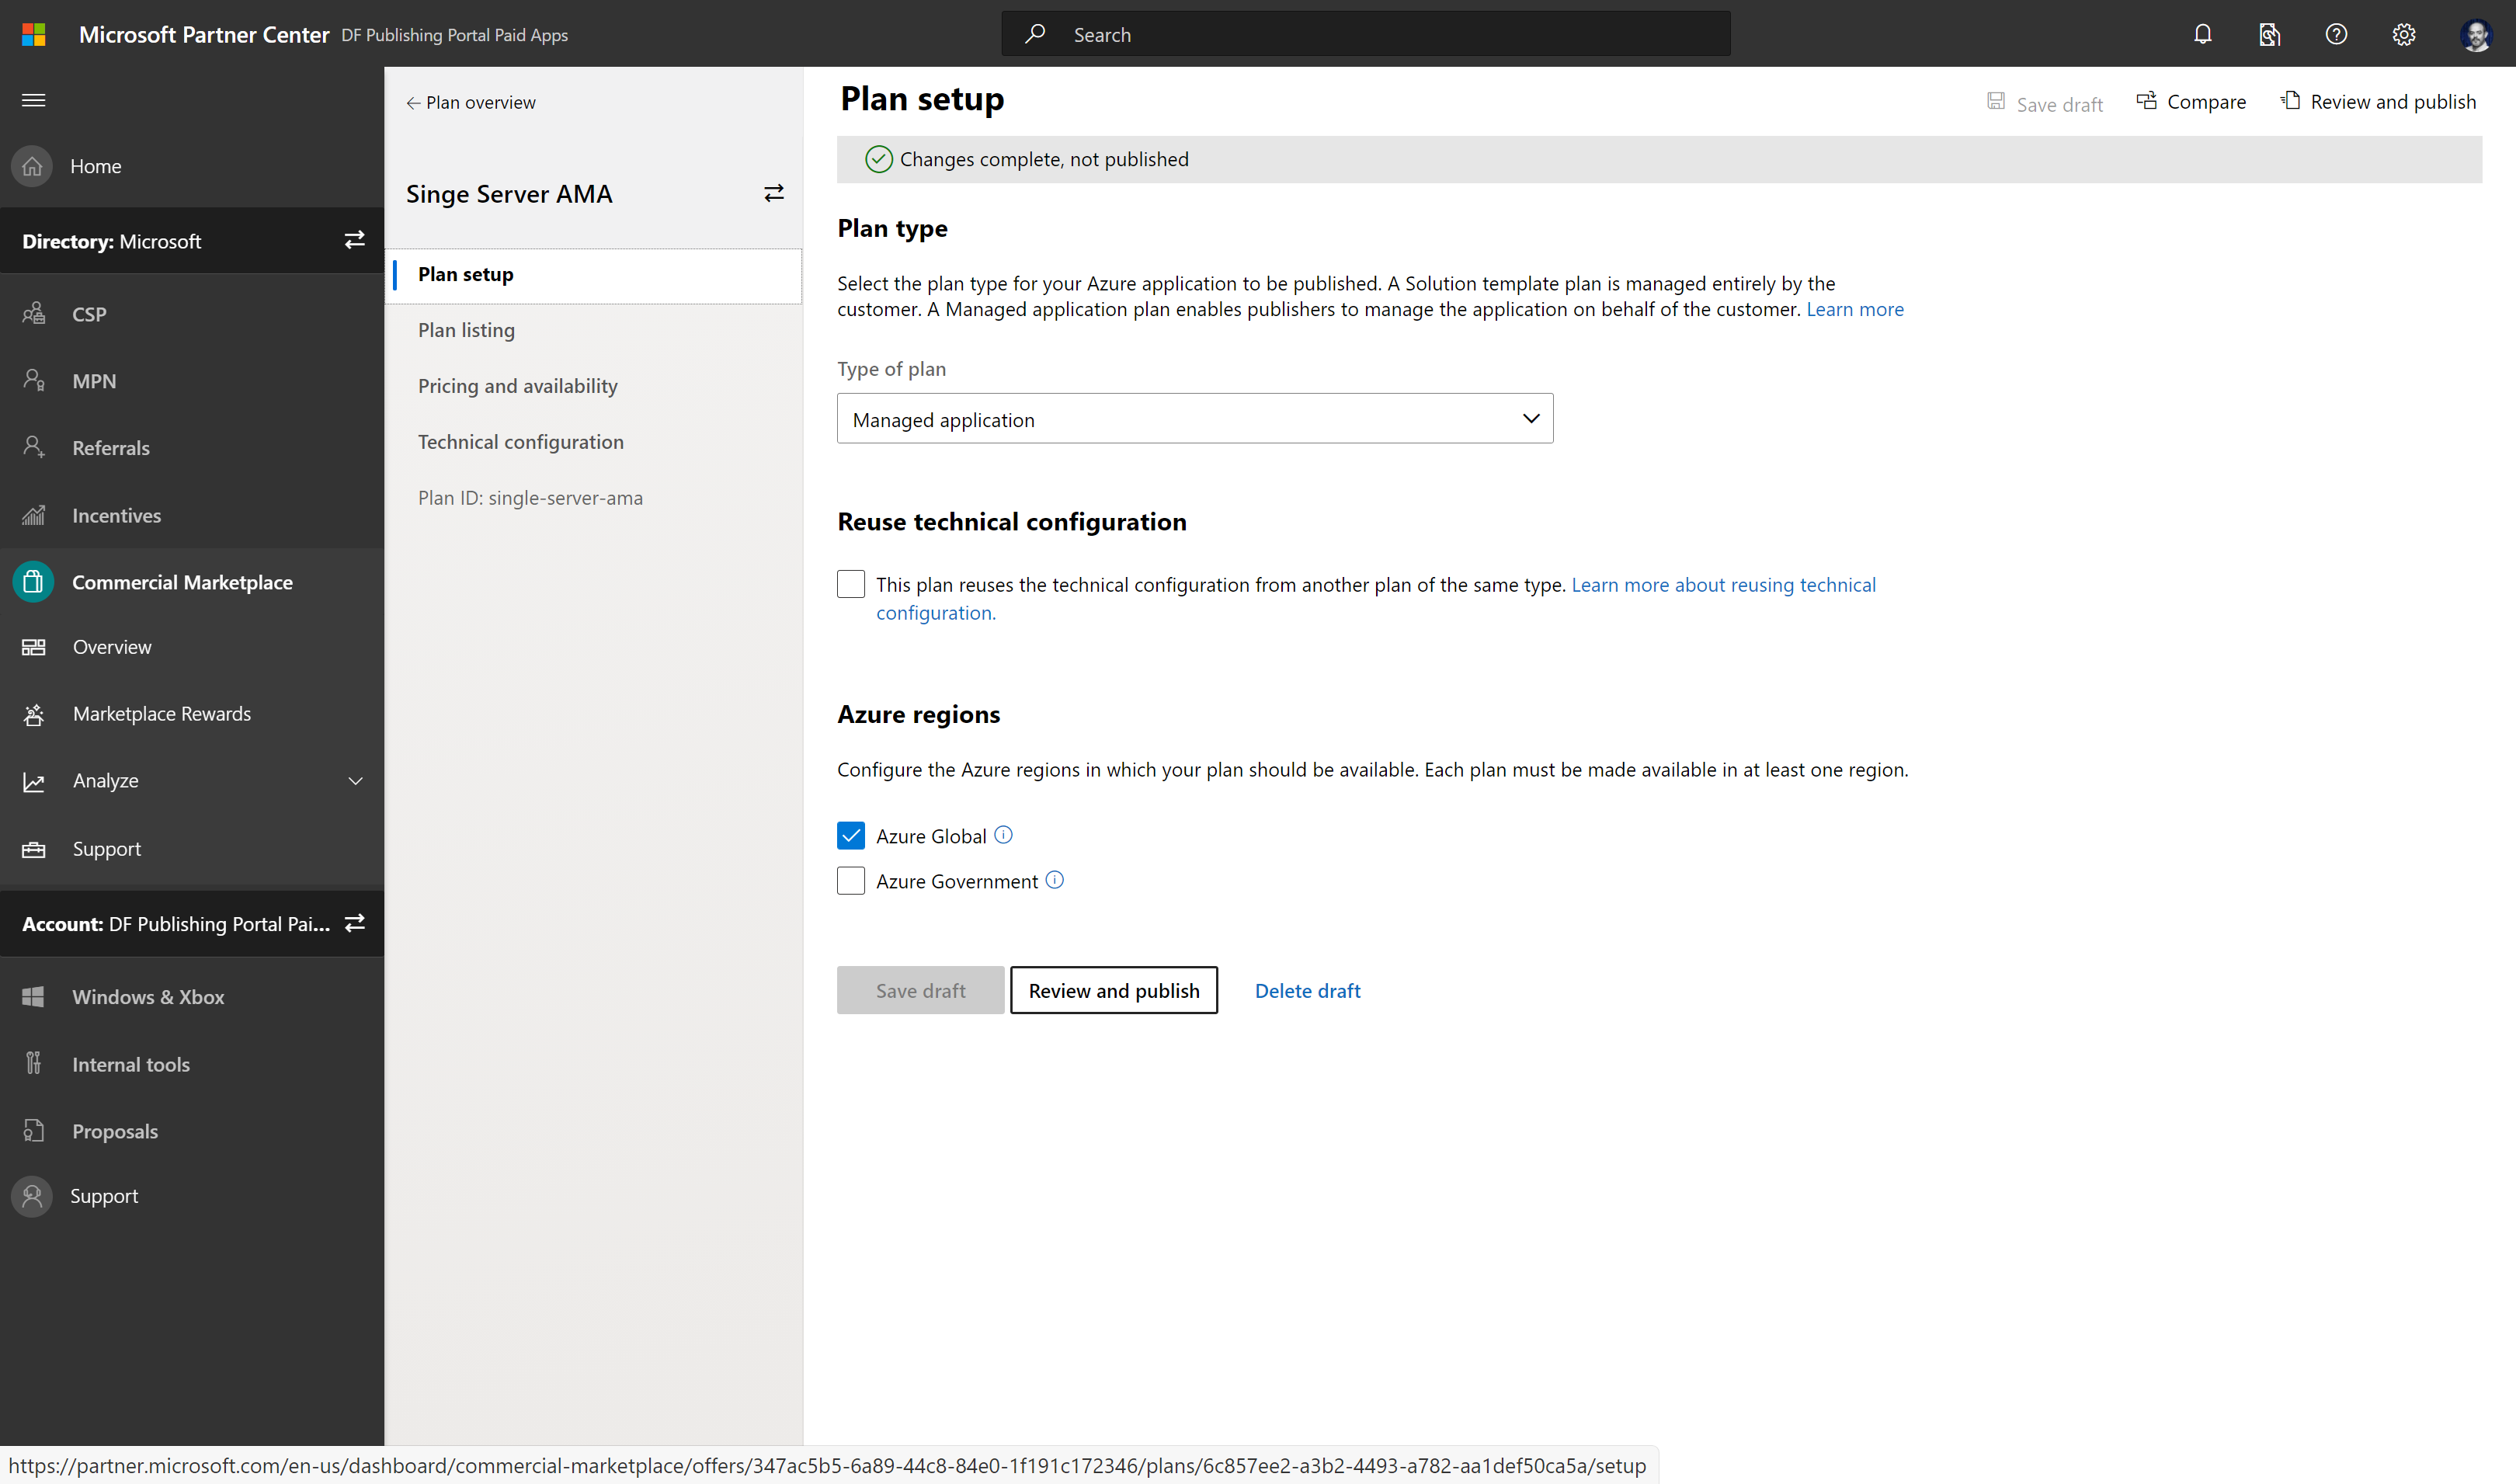 Microsoft Partner Center DF Publishing Portal Paid Apps
Search
Home
Directory: Microsoft
CSP
MPN
Referrals
Incentives
Commercial Marketplace
Overview
Marketplace Rewards
Analyze
Support
Account: DF Publishing Portal Pai...
Windows & Xbox
Internal tools
Proposals
Support
Plan overview
Singe Server AMA
Plan setup
Plan listing
Pricing and availability
Technical configuration
Plan ID: single-server-ama
Plan setup
Save draft
Compare
Review and publish
Changes complete, not published
Plan type
Select the plan type for your Azure application to be published. A Solution template plan is managed entirely by the
customer. A Managed application plan enables publishers to manage the application on behalf of the customer. Learn more
Type of plan
Managed application
Reuse technical configuration
This plan reuses the technical configuration from another plan of the same type. Learn more about reusing technical
configuration.
Azure regions
Configure the Azure regions in which your plan should be available. Each plan must be made available in at least one region.
Azure Global
Azure Government
Save draft
Review and publish
Delete draft
https://partner.microsoft.com/en-us/dashboard/commercial-marketplace/offers/347ac5b5-6a89-44c8-84e0-1f191c172346/plans/6c857ee2-a3b2-4493-a782-aa1def50ca5a/setup